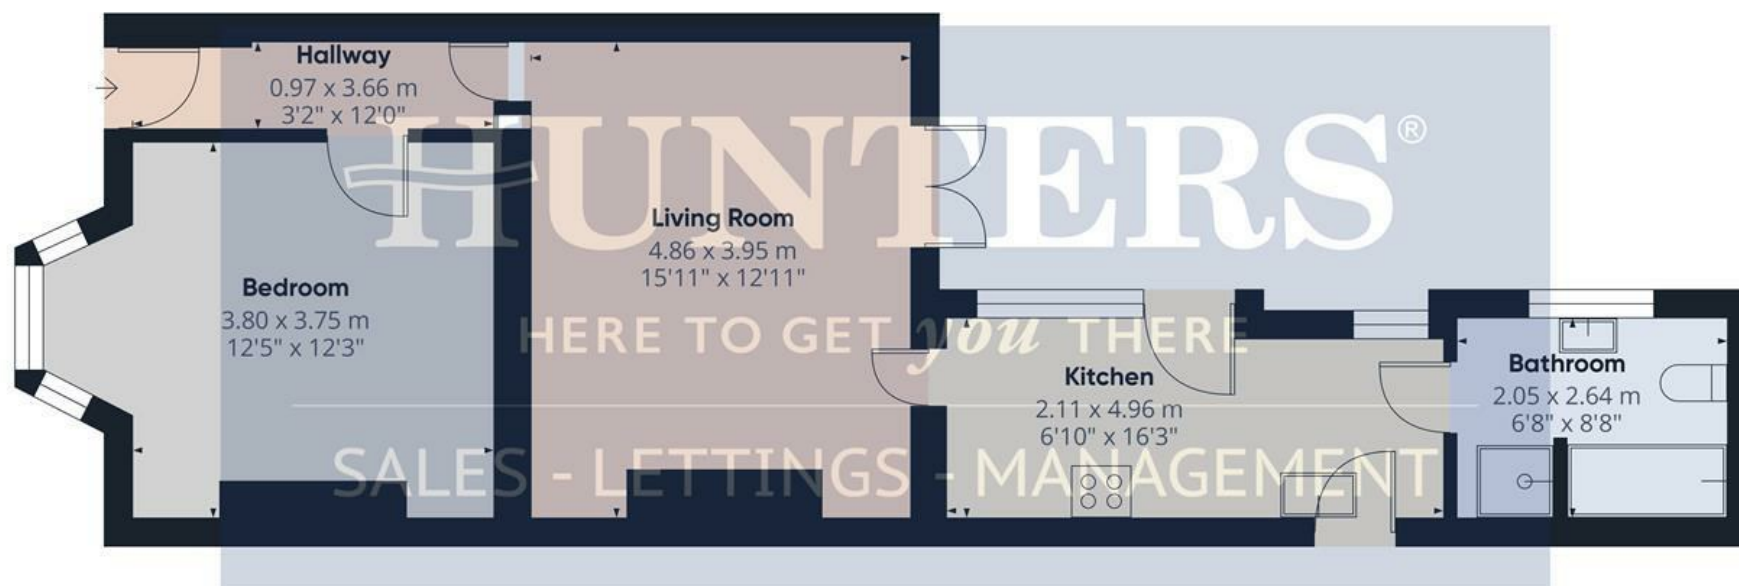 Hallway
0.97 x 3.66 m
3'2" x 12'0"
HUNTERS®
Living Room
4.86 x 3.95 m
15'11" x 12'11"
Bedroom
3.80 x 3.75 m
12'5" x 12'3"
HERE TO GET you THERE
Kitchen
2.11 x 4.96 m
6'10" x 16'3"
Bathroom
2.05 x 2.64 m
6'8" x 8'8"
SALES - LETTINGS - MANAGEMENT